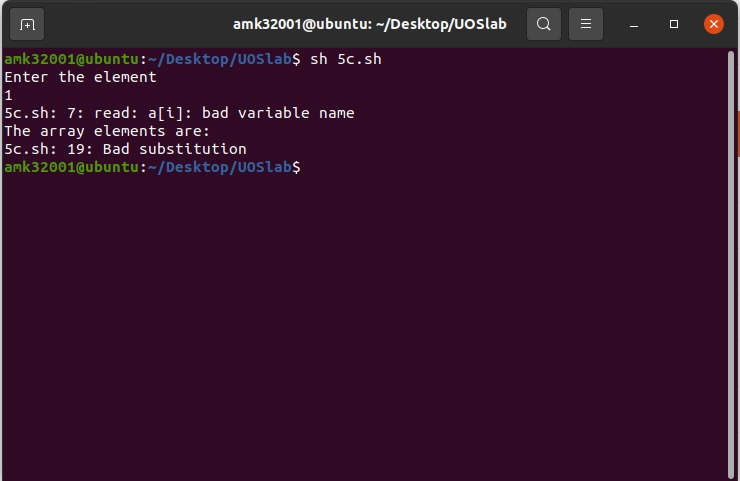 amk32001@ubuntu: ~/Desktop/UOSlab
amk32001@ubuntu:~/Desktop/UOSlab$ sh 5c.sh
Enter the element
1
5c.sh: 7: read: a[i]: bad variable name
The array elements are:
5c.sh: 19: Bad substitution
amk32001@ubuntu:~/Desktop/UOSlab$